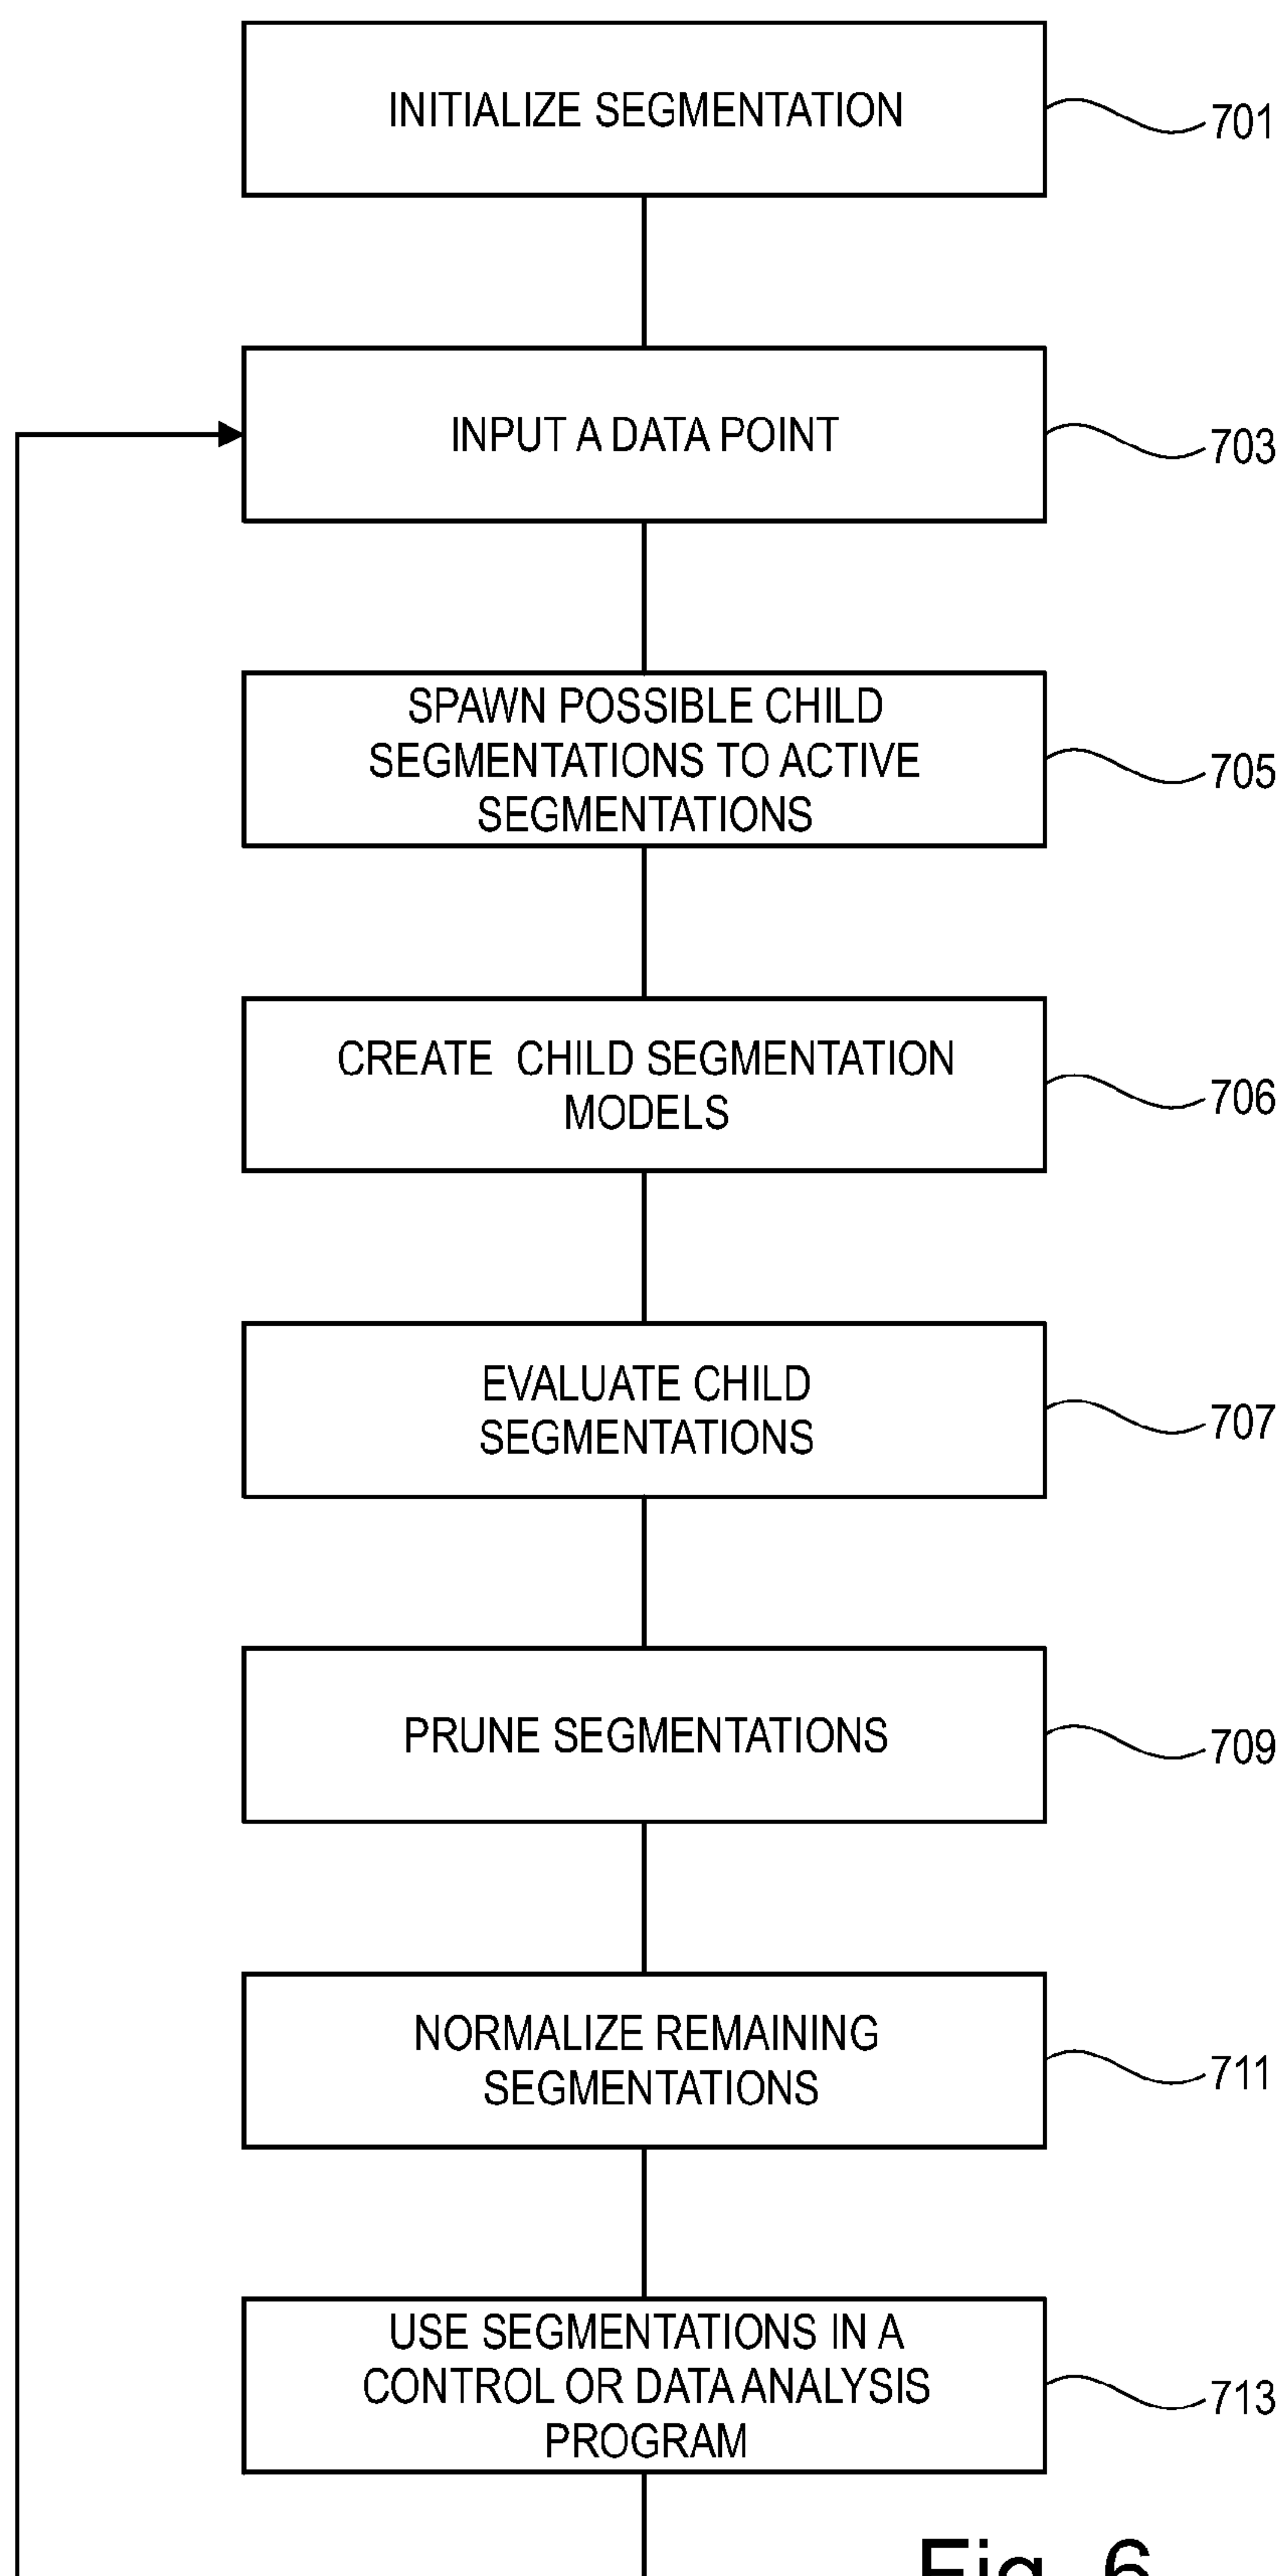 INITIALIZE SEGMENTATION
701
INPUT A DATA POINT
703
SPAWN POSSIBLE CHILD
SEGMENTATIONS TO ACTIVE
SEGMENTATIONS
705
CREATE CHILD SEGMENTATION
MODELS
706
EVALUATE CHILD
SEGMENTATIONS
707
PRUNE SEGMENTATIONS
709
NORMALIZE REMAINING
SEGMENTATIONS
711
USE SEGMENTATIONS IN A
CONTROL OR DATA ANALYSIS
PROGRAM
713
Fig. 6